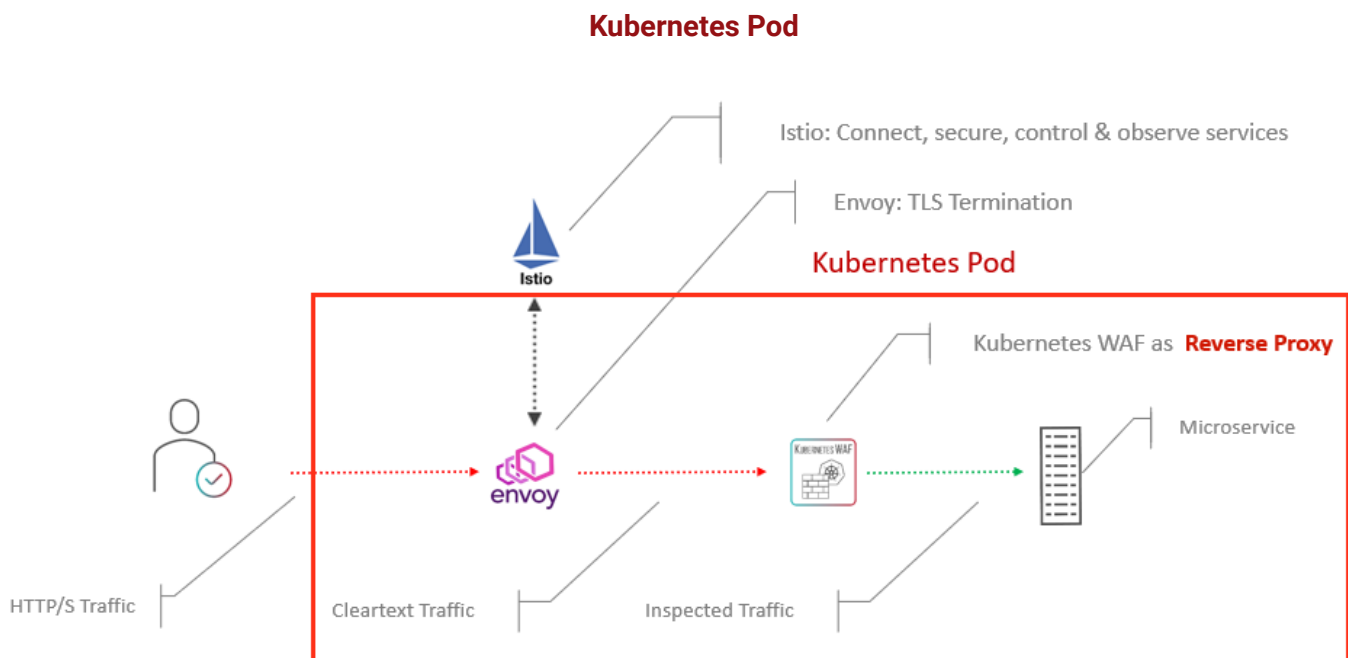 Kubernetes Pod
Istio: Connect, secure, control & observe services
Envoy: TLS Termination
Kubernetes Pod
Istio
Kubernetes WAF as Reverse Proxy
Microservice
KUBERNETES WAF
envoy
HTTP/S Traffic
Cleartext Traffic
Inspected Traffic